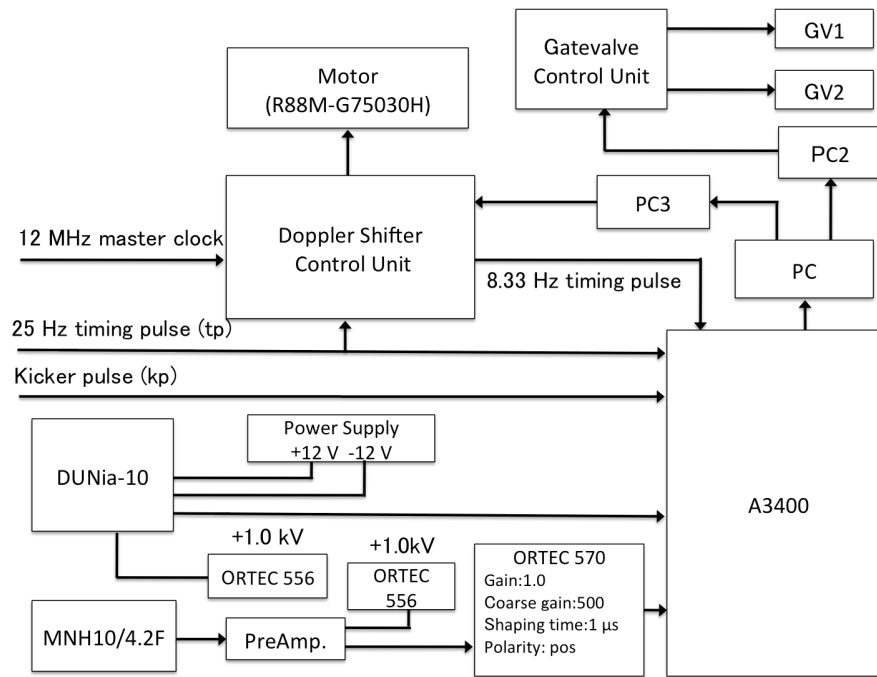 Motor
(R88M-G75030H)
Gatevalve
Control Unit
GV1
GV2
PC2
PC3
PC
12 MHz master clock
Doppler Shifter
Control Unit
8.33 Hz timing pulse
25 Hz timing pulse (tp)
Kicker pulse (kp)
Power Supply
+12 V -12 V
DUNia-10
A3400
+1.0 kV
ORTEC 556
+1.0kV
ORTEC
556
ORTEC 570
Gain:1.0
Coarse gain:500
Shaping time:1 μs
Polarity: pos
MNH10/4.2F
PreAmp.